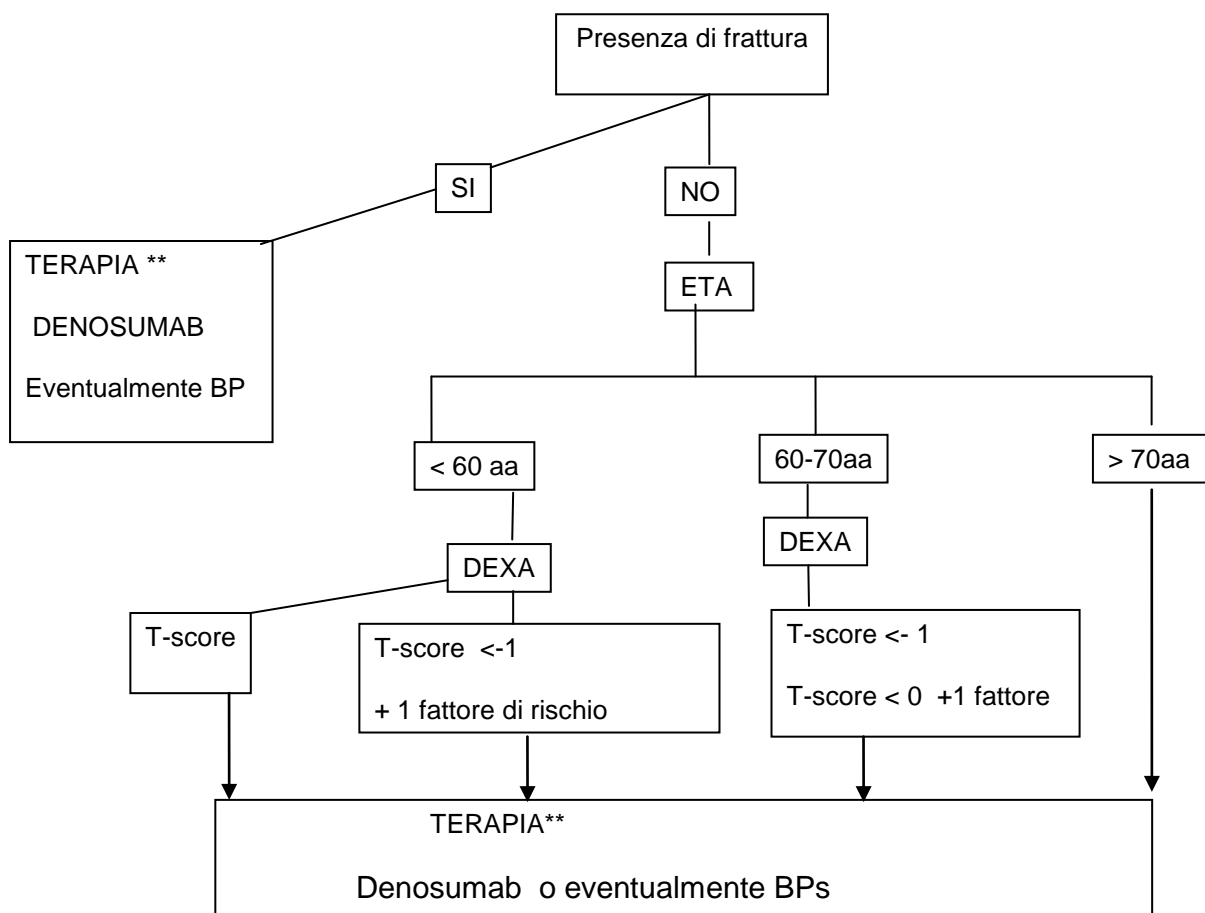 Presenza di frattura
SI
NO
TERAPIA **
DENOSUMAB
Eventualmente BP
ETA
< 60 aa
60-70aa
> 70aa
DEXA
DEXA
T-score
T-score <-1
+ 1 fattore di rischio
T-score <- 1
T-score < 0 +1 fattore
TERAPIA**
Denosumab o eventualmente BPs